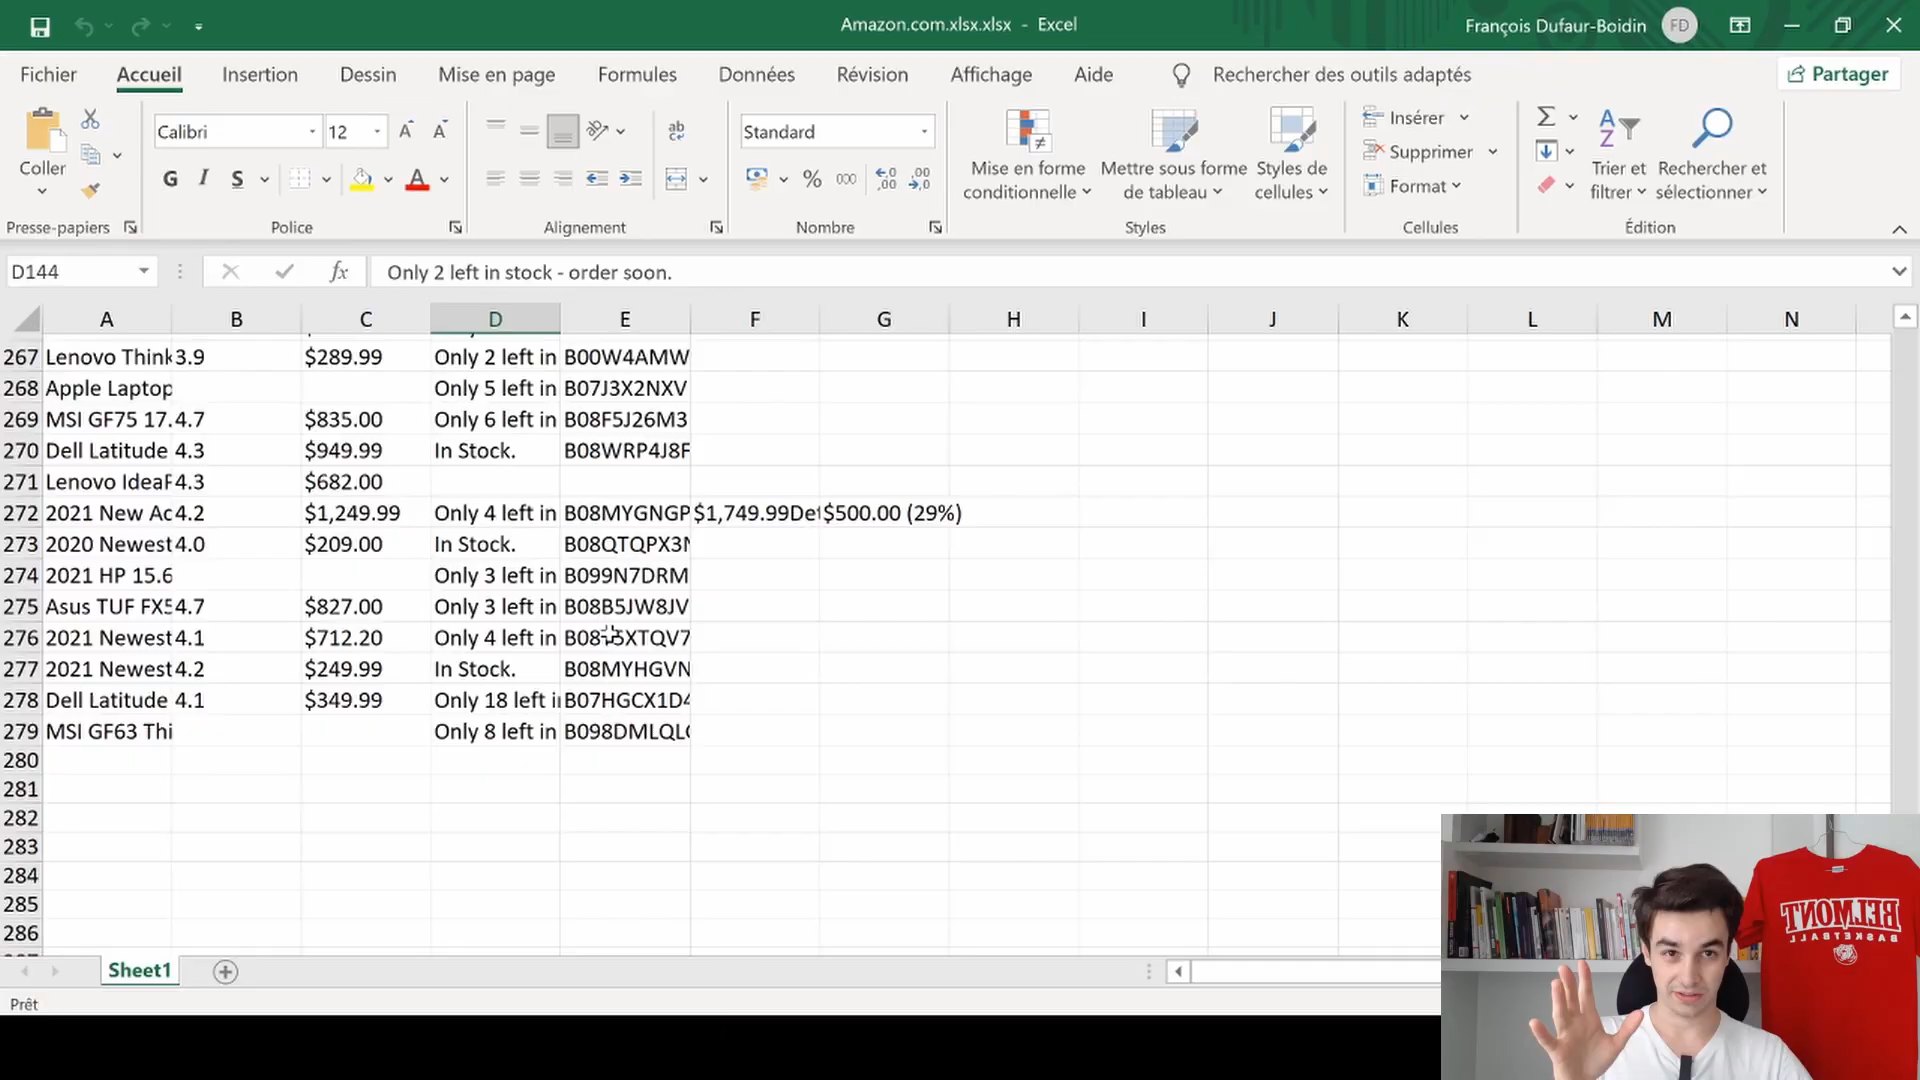 Amazon.com.xlsx.xlsx - Excel
François Dufaur-Boidin FD
Fichier Accueil Insertion Dessin Mise en page Formules Données Révision Affichage Aide Rechercher des outils adaptés Partager
Coller
Presse-papiers
Calibri 12
G I S
Police
ab
Alignement
Standard
% 000
Nombre
Mise en forme conditionnelle
Mettre sous forme de tableau
Styles de cellules
Styles
Insérer
Supprimer
Format
Cellules
Trier et filtrer
Rechercher et sélectionner
Édition
D144 fx Only 2 left in stock - order soon.
A B C D E F G H I J K L M N
267 Lenovo Think 3.9 $289.99 Only 2 left in B00W4AMW
268 Apple Laptop Only 5 left in B07J3X2NXV
269 MSI GF75 17. 4.7 $835.00 Only 6 left in B08F5J26M3
270 Dell Latitude 4.3 $949.99 In Stock. B08WRP4J8F
271 Lenovo IdeaP 4.3 $682.00
272 2021 New Ac 4.2 $1,249.99 Only 4 left in B08MYGNGP $1,749.99Det $500.00 (29%)
273 2020 Newest 4.0 $209.00 In Stock. B08QTQPX3N
274 2021 HP 15.6 Only 3 left in B099N7DRM
275 Asus TUF FX5 4.7 $827.00 Only 3 left in B08B5JW8JV
276 2021 Newest 4.1 $712.20 Only 4 left in
277 2021 Newest 4.2 $249.99 In Stock. B08MYHGVN
278 Dell Latitude 4.1 $349.99 Only 18 left in B07HGCX1D4
279 MSI GF63 Thi Only 8 left in B098DMLQL
280
281
282
283
284
285
286
Sheet1
Prêt
BELMONT
BASKETBALL